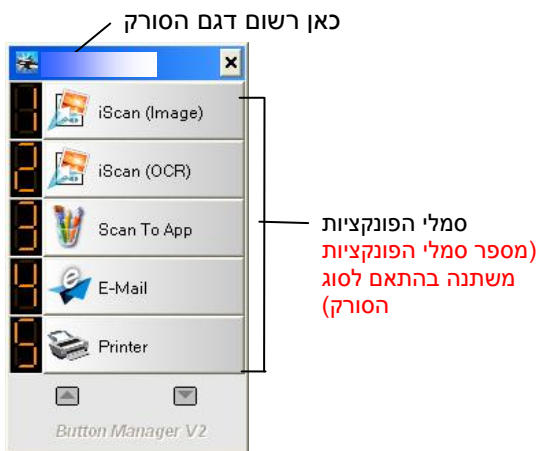 כאן רשום דגם הסורק
1 iScan (Image)
2 iScan (OCR)
3 Scan To App
4 E-Mail
5 Printer
Button Manager V2
סמלי הפונקציות
(מספר סמלי הפונקציות
משתנה בהתאם לסוג
הסורק)